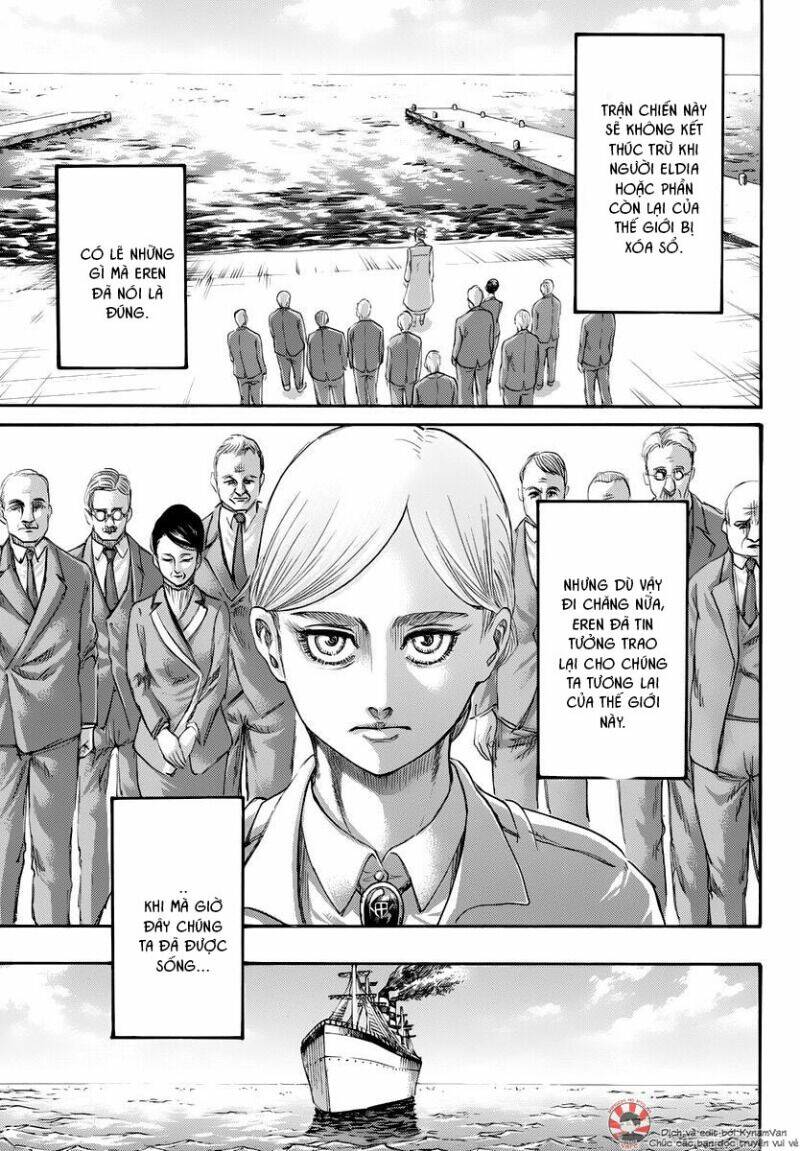 TRẬN CHIẾN NÀY
SẼ KHÔNG KẾT
THÚC TRỪ KHI
NGƯỜI ELDIA
HOẶC PHẦN
CÒN LẠI CỦA
THẾ GIỚI BỊ
XÓA SỔ.
CÓ LẼ NHỮNG
GÌ MÀ EREN
ĐÃ NÓI LÀ
ĐÚNG.
NHƯNG DÙ VẬY
ĐI CHĂNG NỮA,
EREN ĐÃ TIN
TƯỞNG TRAO
LẠI CHO CHÚNG
TA TƯƠNG LAI
CỦA THẾ GIỚI
NÀY.
KHI MÀ GIỜ
ĐÂY CHÚNG
TA ĐÃ ĐƯỢC
SỐNG...
Dịch và edit bởi KynamVan
Chúc các bạn đọc truyện vui vẻ